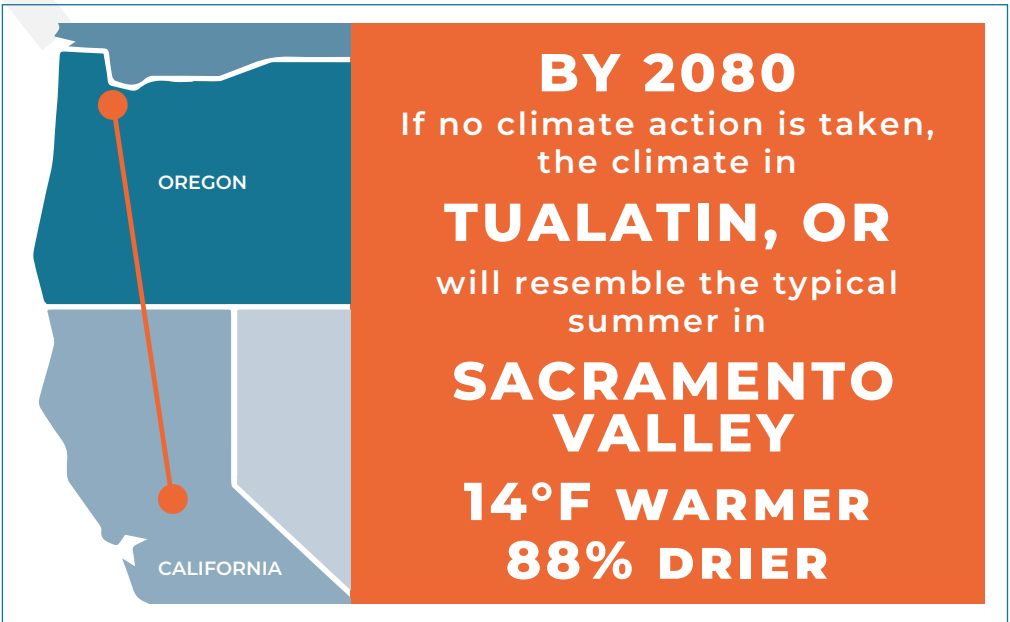 OREGON
CALIFORNIA
BY 2080
If no climate action is taken,
the climate in
TUALATIN, OR
will resemble the typical
summer in
SACRAMENTO
VALLEY
14°F WARMER
88% DRIER